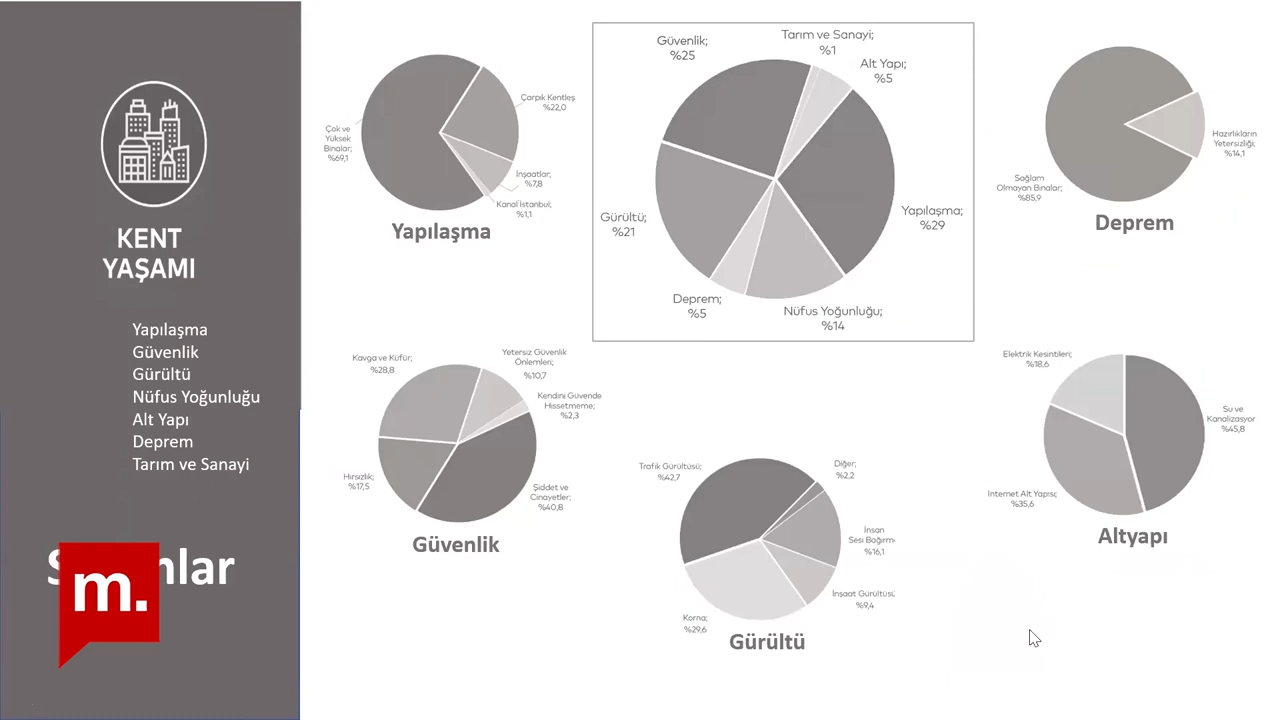 KENT
YAŞAMI
Yapılaşma
Güvenlik
Gürültü
Nüfus Yoğunluğu
Alt Yapı
Deprem
Tarım ve Sanayi
m.
Çok ve
Yüksek
Binalar;
%69,1
Çarpık Kentleş
%22,0
İnşaatlar;
%7,8
Kanal İstanbul;
%1,1
Yapılaşma
Güvenlik;
%25
Tarım ve Sanayi;
%1
Alt Yapı;
%5
Yapılaşma;
%29
Nüfus Yoğunluğu;
%14
Deprem;
%5
Gürültü;
%21
Hazırlıkların
Yetersizliği;
%14,1
Sağlam
Olmayan Binalar;
%85,9
Deprem
Kavga ve Küfür;
%28,8
Yetersiz Güvenlik
Önlemleri;
%10,7
Kendini Güvende
Hissetmeme;
%2,3
Hırsızlık;
%17,5
Şiddet ve
Cinayetler;
%40,8
Güvenlik
Trafik Gürültüsü;
%42,7
Diğer;
%2,2
İnsan
Sesi Bağırm
%16,1
İnşaat Gürültüsü;
%9,4
Korna;
%29,6
Gürültü
Elektrik Kesintileri;
%18,6
Su ve
Kanalizasyor
%45,8
İnternet Alt Yapısı;
%35,6
Altyapı